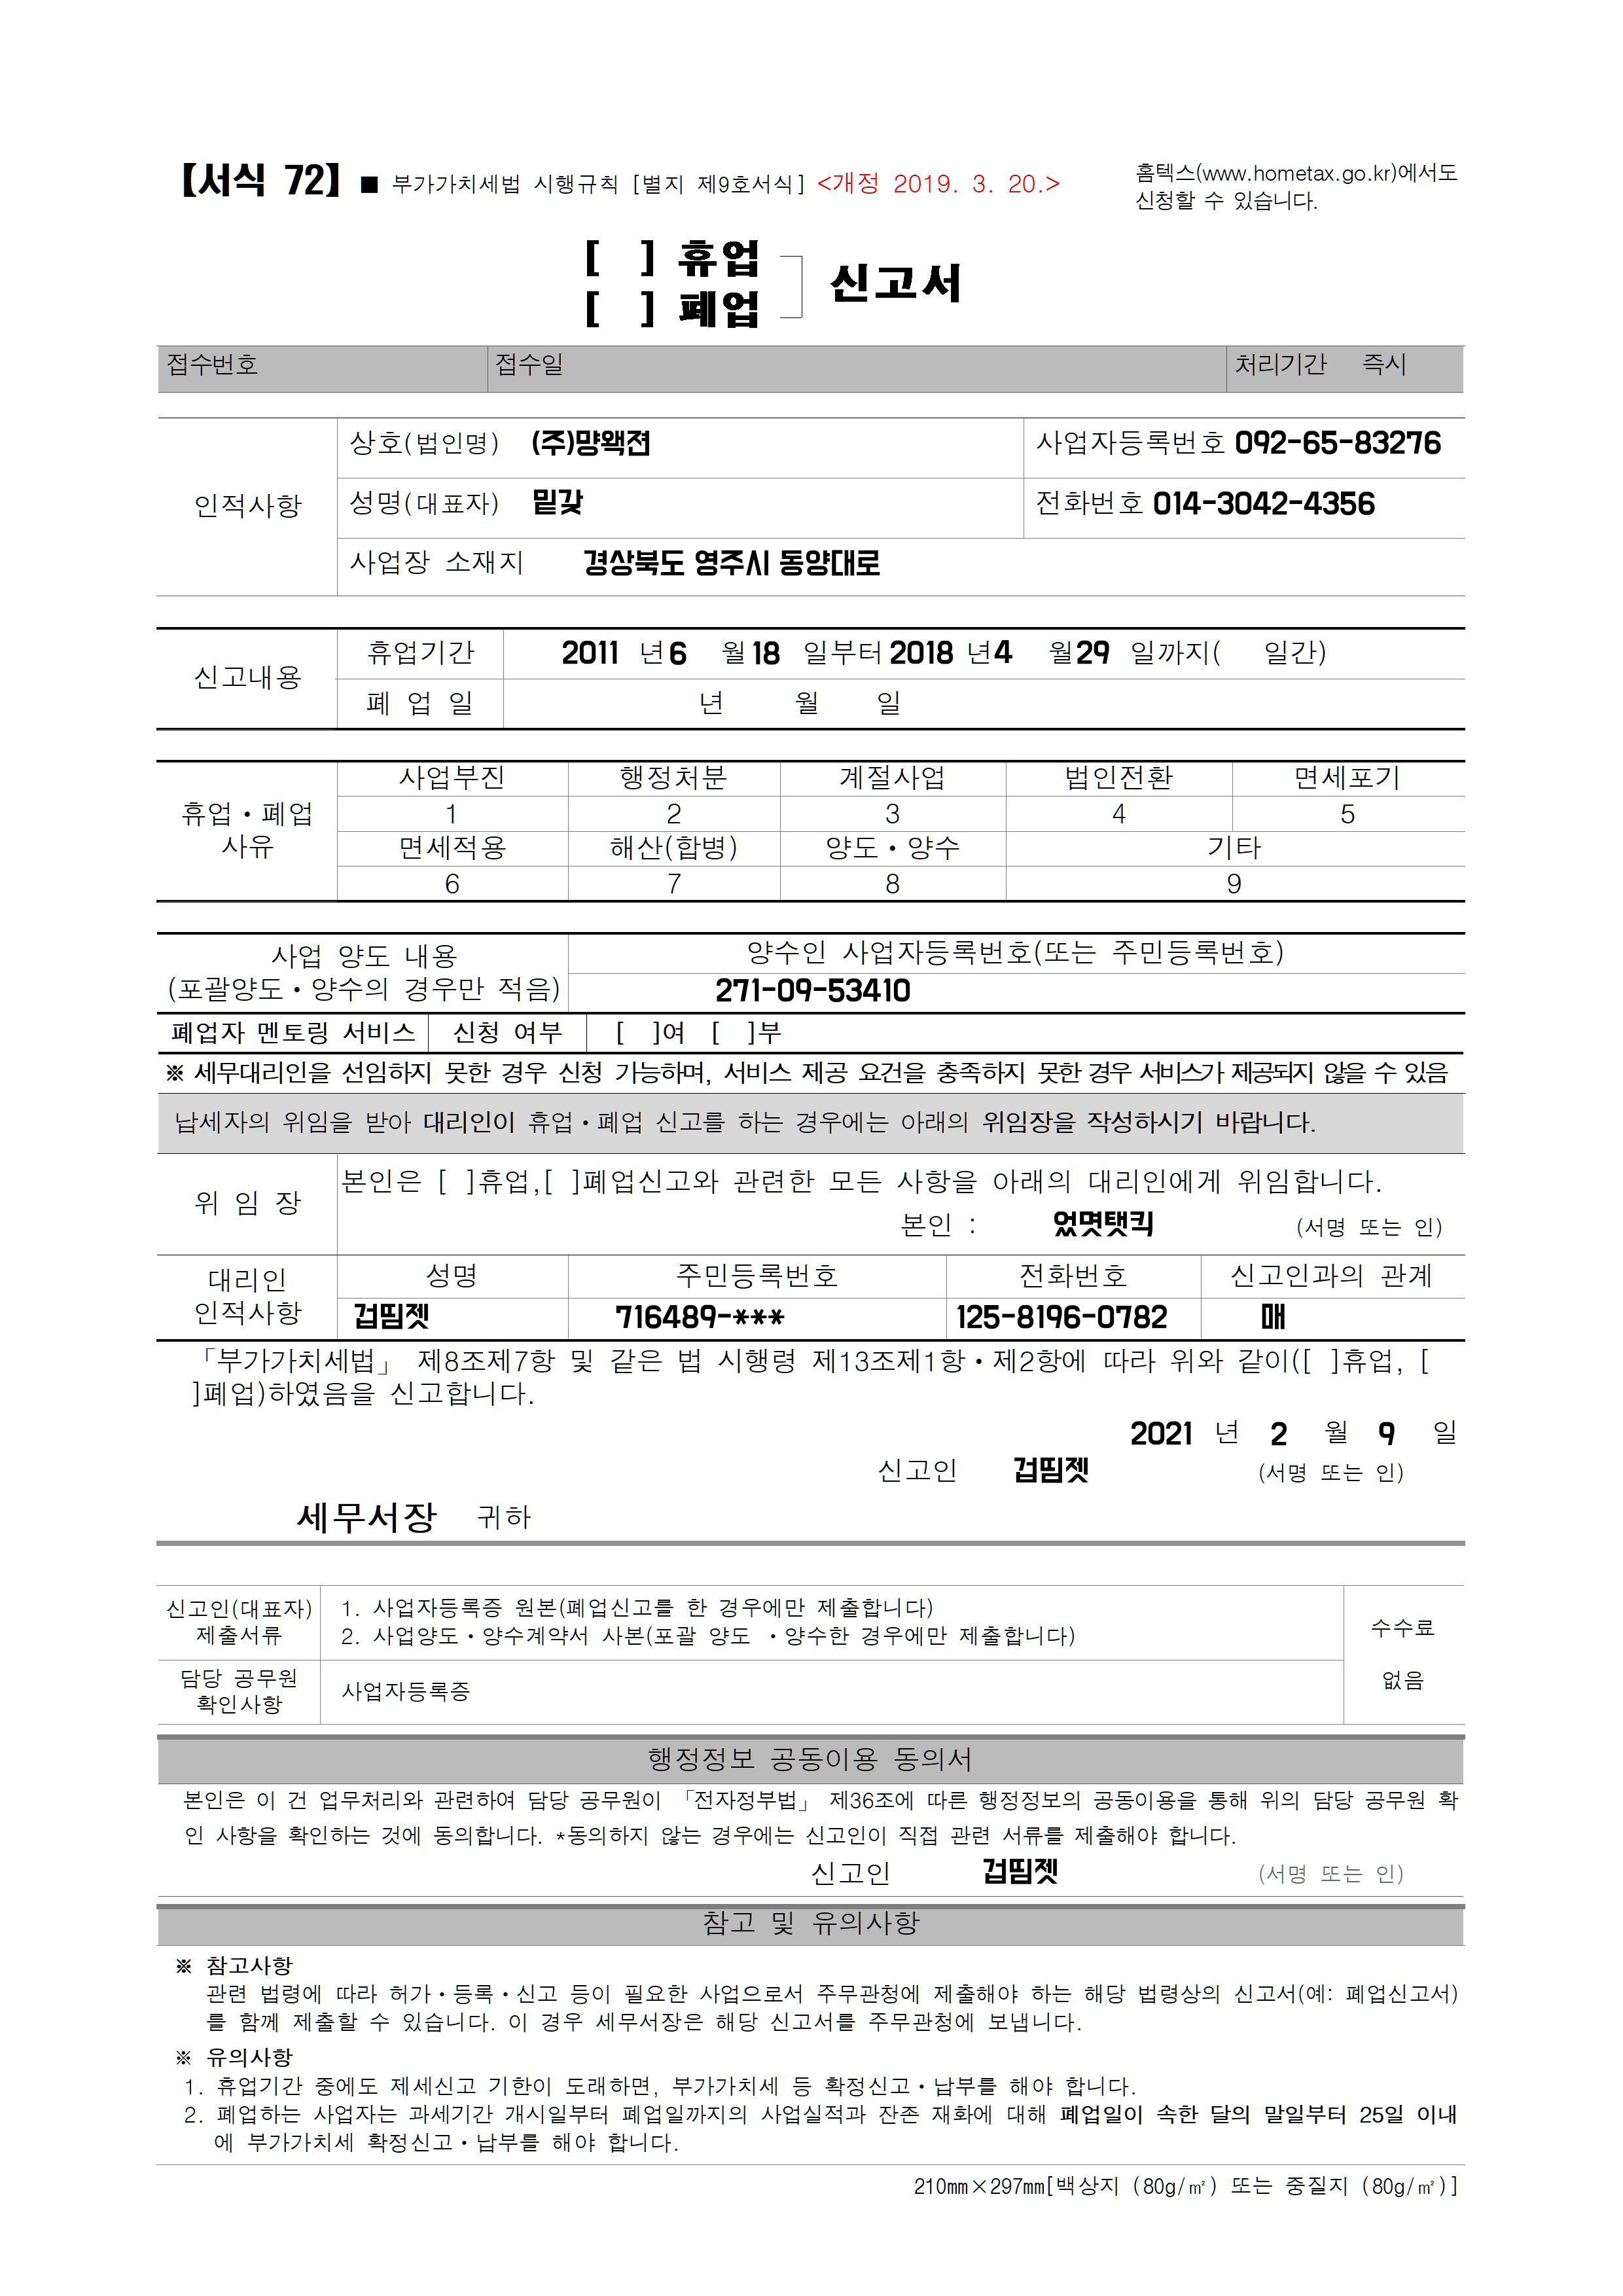 【서식 72】 ■ 부가가치세법 시행규칙 [별지 제9호서식] <개정 2019. 3. 20.>
홈텍스(www.hometax.go.kr)에서도
신청할 수 있습니다.
[ ] 휴업
[ ] 폐업
신고서
접수번호 접수일 처리기간 즉시
인적사항
상호(법인명) (주)먕왝젼 사업자등록번호 092-65-83276
성명(대표자) 밑갖 전화번호 014-3042-4356
사업장 소재지 경상북도 영주시 동양대로
신고내용
휴업기간 2011 년 6 월 18 일부터 2018 년 4 월 29 일까지( 일간)
폐 업 일 년 월 일
휴업·폐업
사유
사업부진 행정처분 계절사업 법인전환 면세포기
1 2 3 4 5
면세적용 해산(합병) 양도·양수 기타
6 7 8 9
사업 양도 내용
(포괄양도·양수의 경우만 적음)
양수인 사업자등록번호(또는 주민등록번호)
271-09-53410
폐업자 멘토링 서비스 신청 여부 [ ]여 [ ]부
※ 세무대리인을 선임하지 못한 경우 신청 가능하며, 서비스 제공 요건을 충족하지 못한 경우 서비스가 제공되지 않을 수 있음
납세자의 위임을 받아 대리인이 휴업·폐업 신고를 하는 경우에는 아래의 위임장을 작성하시기 바랍니다.
위 임 장
본인은 [ ]휴업,[ ]폐업신고와 관련한 모든 사항을 아래의 대리인에게 위임합니다.
본인 : 었몃탯킥 (서명 또는 인)
대리인
인적사항
성명 주민등록번호 전화번호 신고인과의 관계
겁띰젯 716489-*** 125-8196-0782 매
「부가가치세법」 제8조제7항 및 같은 법 시행령 제13조제1항·제2항에 따라 위와 같이([ ]휴업, [
]폐업)하였음을 신고합니다.
2021 년 2 월 9 일
신고인 겁띰젯 (서명 또는 인)
세무서장 귀하
신고인(대표자)
제출서류
1. 사업자등록증 원본(폐업신고를 한 경우에만 제출합니다)
2. 사업양도·양수계약서 사본(포괄 양도 ·양수한 경우에만 제출합니다)
수수료
없음
담당 공무원
확인사항
사업자등록증
행정정보 공동이용 동의서
본인은 이 건 업무처리와 관련하여 담당 공무원이 「전자정부법」 제36조에 따른 행정정보의 공동이용을 통해 위의 담당 공무원 확
인 사항을 확인하는 것에 동의합니다. *동의하지 않는 경우에는 신고인이 직접 관련 서류를 제출해야 합니다.
신고인 겁띰젯 (서명 또는 인)
참고 및 유의사항
※ 참고사항
관련 법령에 따라 허가·등록·신고 등이 필요한 사업으로서 주무관청에 제출해야 하는 해당 법령상의 신고서(예: 폐업신고서)
를 함께 제출할 수 있습니다. 이 경우 세무서장은 해당 신고서를 주무관청에 보냅니다.
※ 유의사항
1. 휴업기간 중에도 제세신고 기한이 도래하면, 부가가치세 등 확정신고·납부를 해야 합니다.
2. 폐업하는 사업자는 과세기간 개시일부터 폐업일까지의 사업실적과 잔존 재화에 대해 폐업일이 속한 달의 말일부터 25일 이내
에 부가가치세 확정신고·납부를 해야 합니다.
210㎜×297㎜[백상지 (80g/㎡) 또는 중질지 (80g/㎡)]